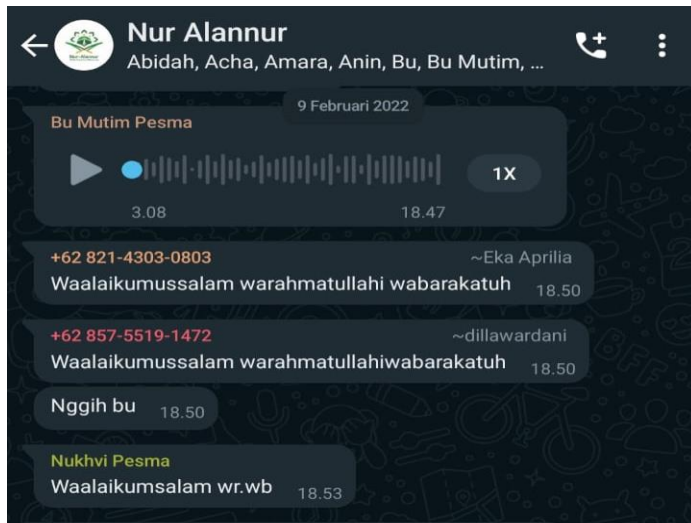 Nur Alannur
Abidah, Acha, Amara, Anin, Bu, Bu Mutim, ...
9 Februari 2022
Bu Mutim Pesma
1X
3.08 18.47
+62 821-4303-0803 ~Eka Aprilia
Waalaikumussalam warahmatullahi wabarakatuh 18.50
+62 857-5519-1472 ~dillawardani
Waalaikumussalam warahmatullahiwabarakatuh 18.50
Nggih bu 18.50
Nukhvi Pesma
Waalaikumsalam wr.wb 18.53